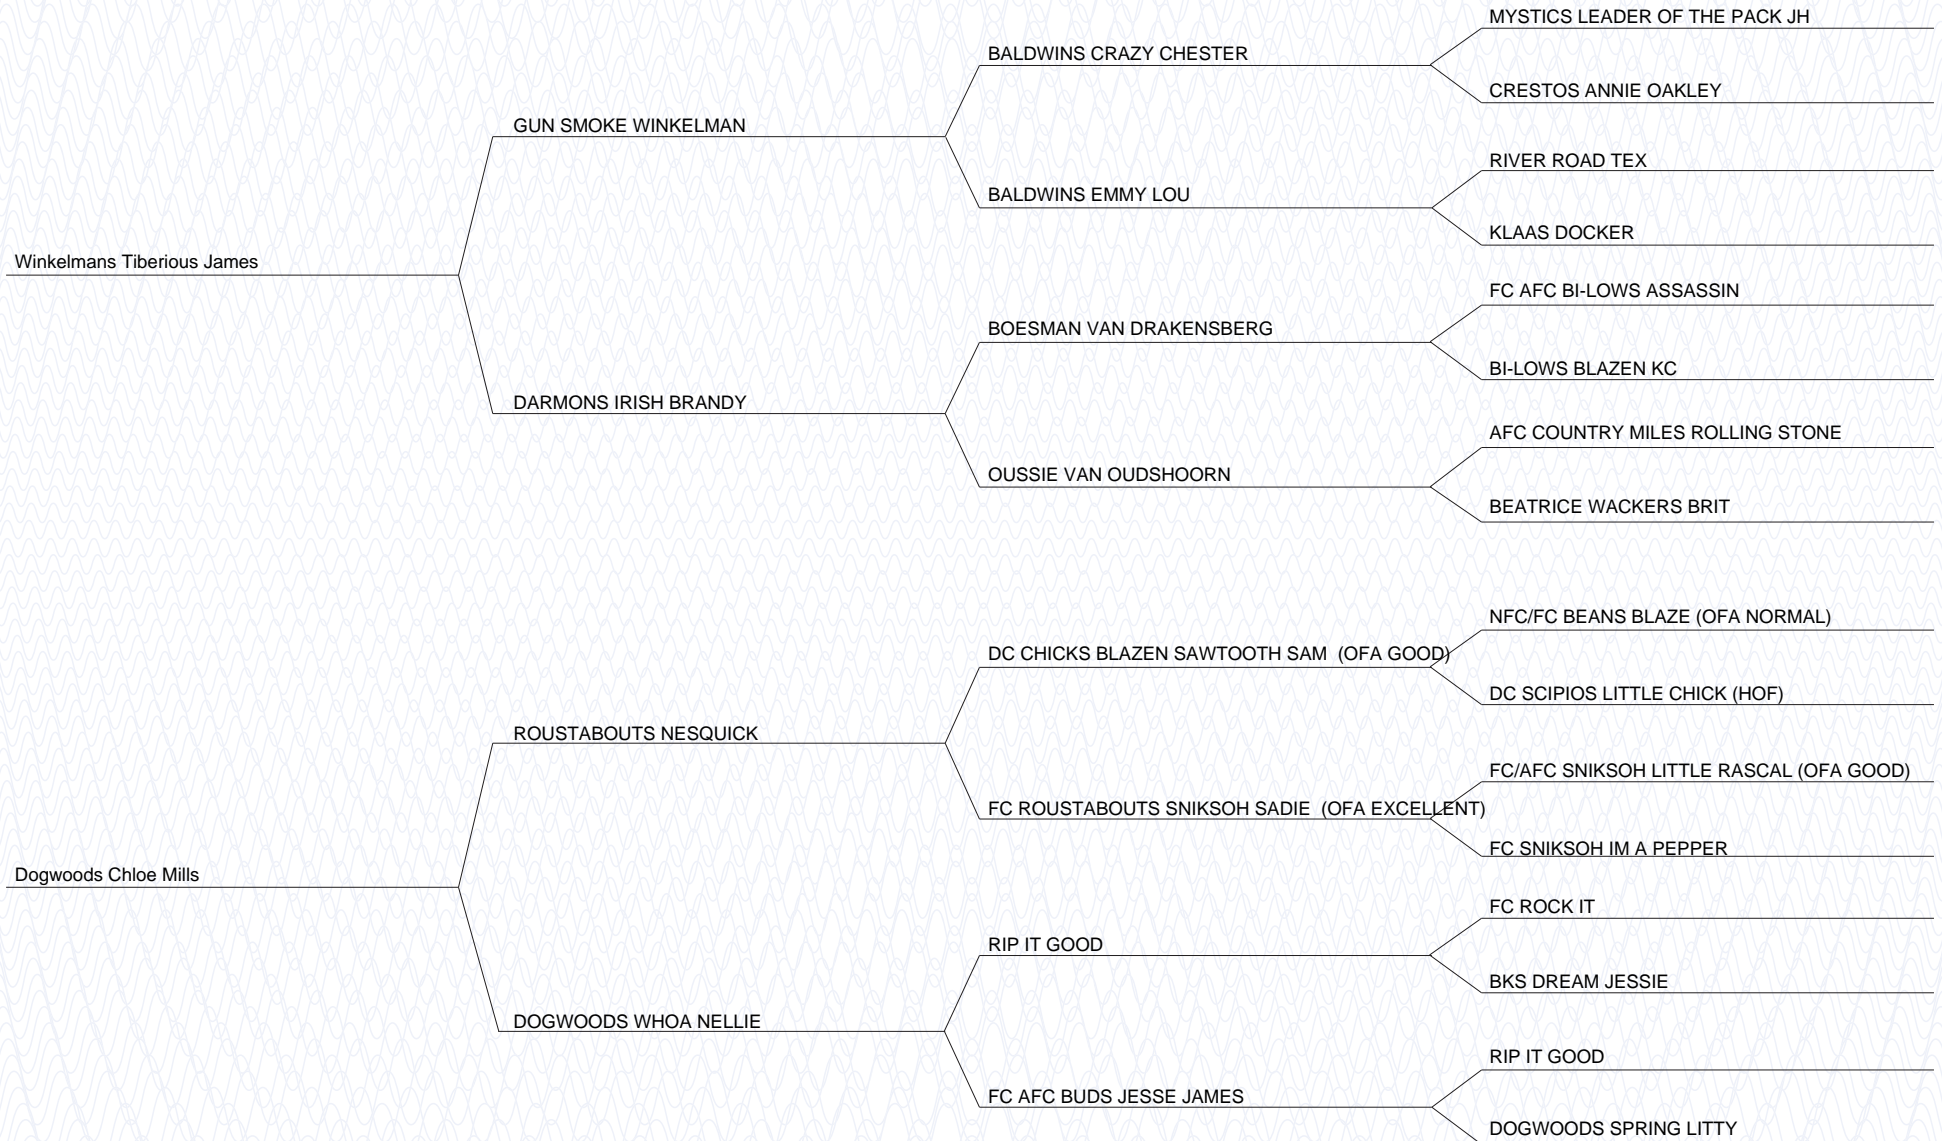 MYSTICS LEADER OF THE PACK JH
BALDWINS CRAZY CHESTER
CRESTOS ANNIE OAKLEY
GUN SMOKE WINKELMAN
RIVER ROAD TEX
BALDWINS EMMY LOU
KLAAS DOCKER
Winkelmans Tiberious James
FC AFC BI-LOWS ASSASSIN
BOESMAN VAN DRAKENSBERG
BI-LOWS BLAZEN KC
DARMONS IRISH BRANDY
AFC COUNTRY MILES ROLLING STONE
OUSSIE VAN OUDSHOORN
BEATRICE WACKERS BRIT
NFC/FC BEANS BLAZE (OFA NORMAL)
DC CHICKS BLAZEN SAWTOOTH SAM  (OFA GOOD)
DC SCIPIOS LITTLE CHICK (HOF)
ROUSTABOUTS NESQUICK
FC/AFC SNIKSOH LITTLE RASCAL (OFA GOOD)
FC ROUSTABOUTS SNIKSOH SADIE  (OFA EXCELLENT)
FC SNIKSOH IM A PEPPER
Dogwoods Chloe Mills
FC ROCK IT
RIP IT GOOD
BKS DREAM JESSIE
DOGWOODS WHOA NELLIE
RIP IT GOOD
FC AFC BUDS JESSE JAMES
DOGWOODS SPRING LITTY